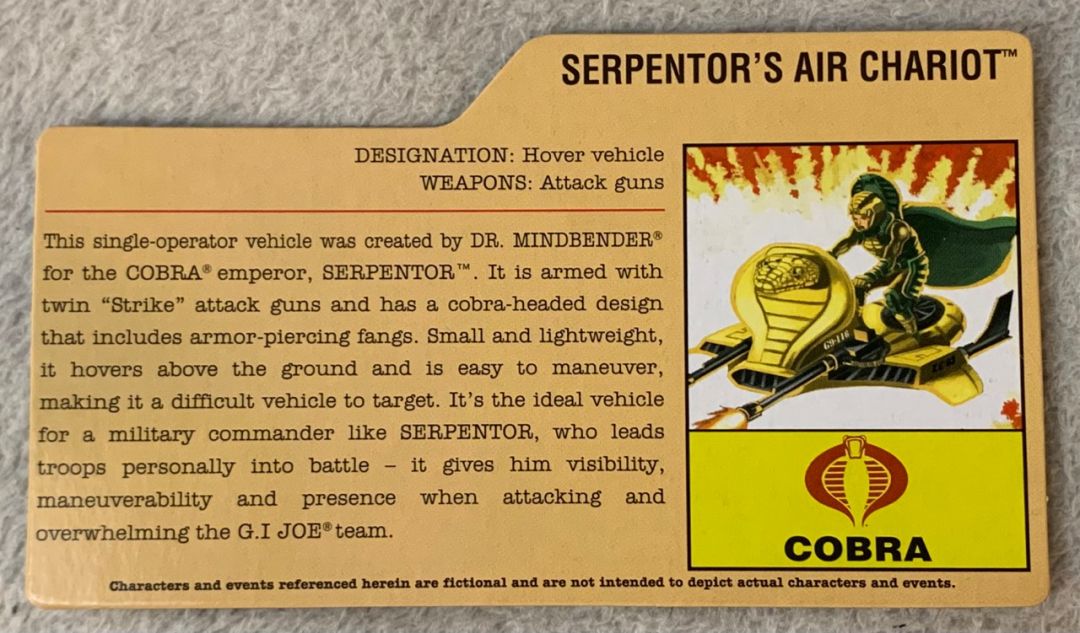 SERPENTOR'S AIR CHARIOT™
DESIGNATION: Hover vehicle
WEAPONS: Attack guns
This single-operator vehicle was created by DR. MINDBENDER®
for the COBRA® emperor, SERPENTOR™. It is armed with
twin “Strike” attack guns and has a cobra-headed design
that includes armor-piercing fangs. Small and lightweight,
it hovers above the ground and is easy to maneuver,
making it a difficult vehicle to target. It's the ideal vehicle
for a military commander like SERPENTOR, who leads
troops personally into battle – it gives him visibility,
maneuverability and presence when attacking and
overwhelming the G.I JOE® team.
COBRA
Characters and events referenced herein are fictional and are not intended to depict actual characters and events.